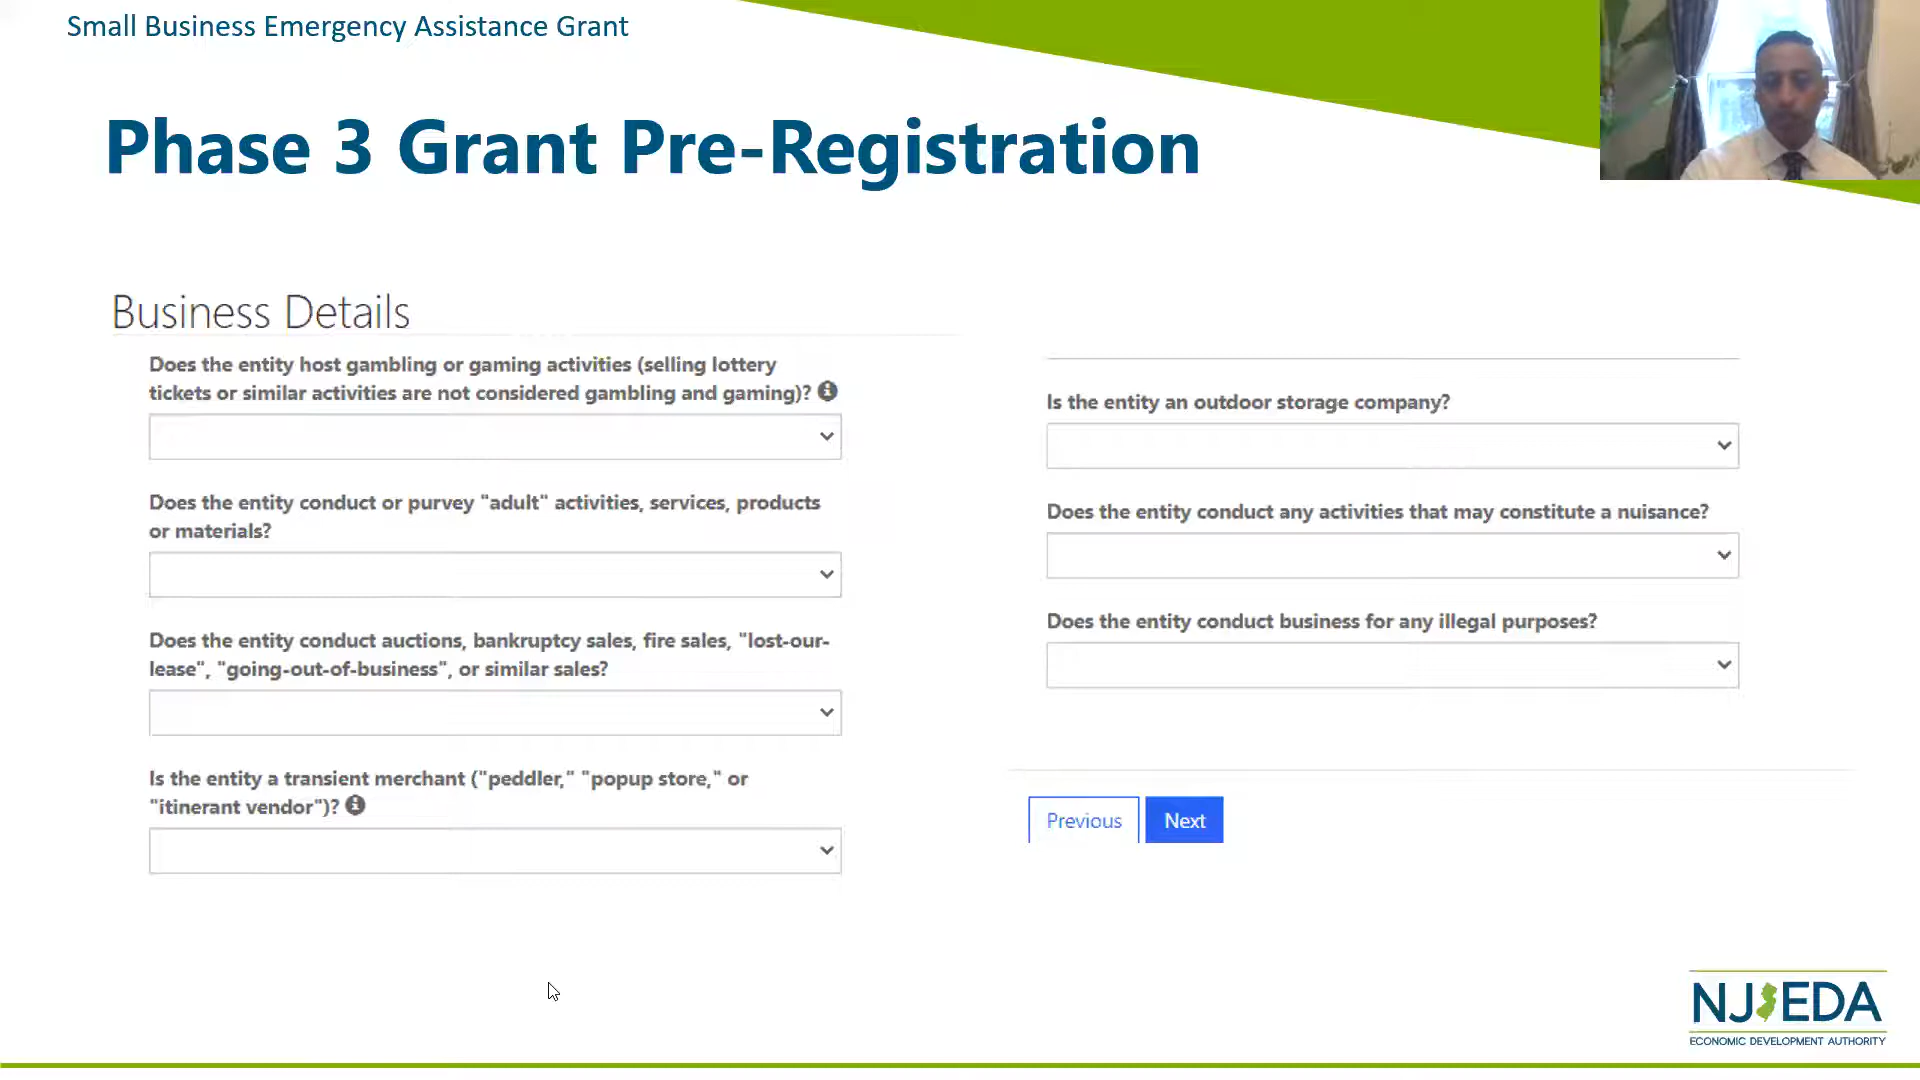 Small Business Emergency Assistance Grant
Phase 3 Grant Pre-Registration
Business Details
Does the entity host gambling or gaming activities (selling lottery
tickets or similar activities are not considered gambling and gaming)?
Does the entity conduct or purvey "adult" activities, services, products
or materials?
Does the entity conduct auctions, bankruptcy sales, fire sales, "lost-our-
lease", "going-out-of-business", or similar sales?
Is the entity a transient merchant ("peddler," "popup store," or
"itinerant vendor")?
Is the entity an outdoor storage company?
Does the entity conduct any activities that may constitute a nuisance?
Does the entity conduct business for any illegal purposes?
Previous Next
NJEDA
ECONOMIC DEVELOPMENT AUTHORITY